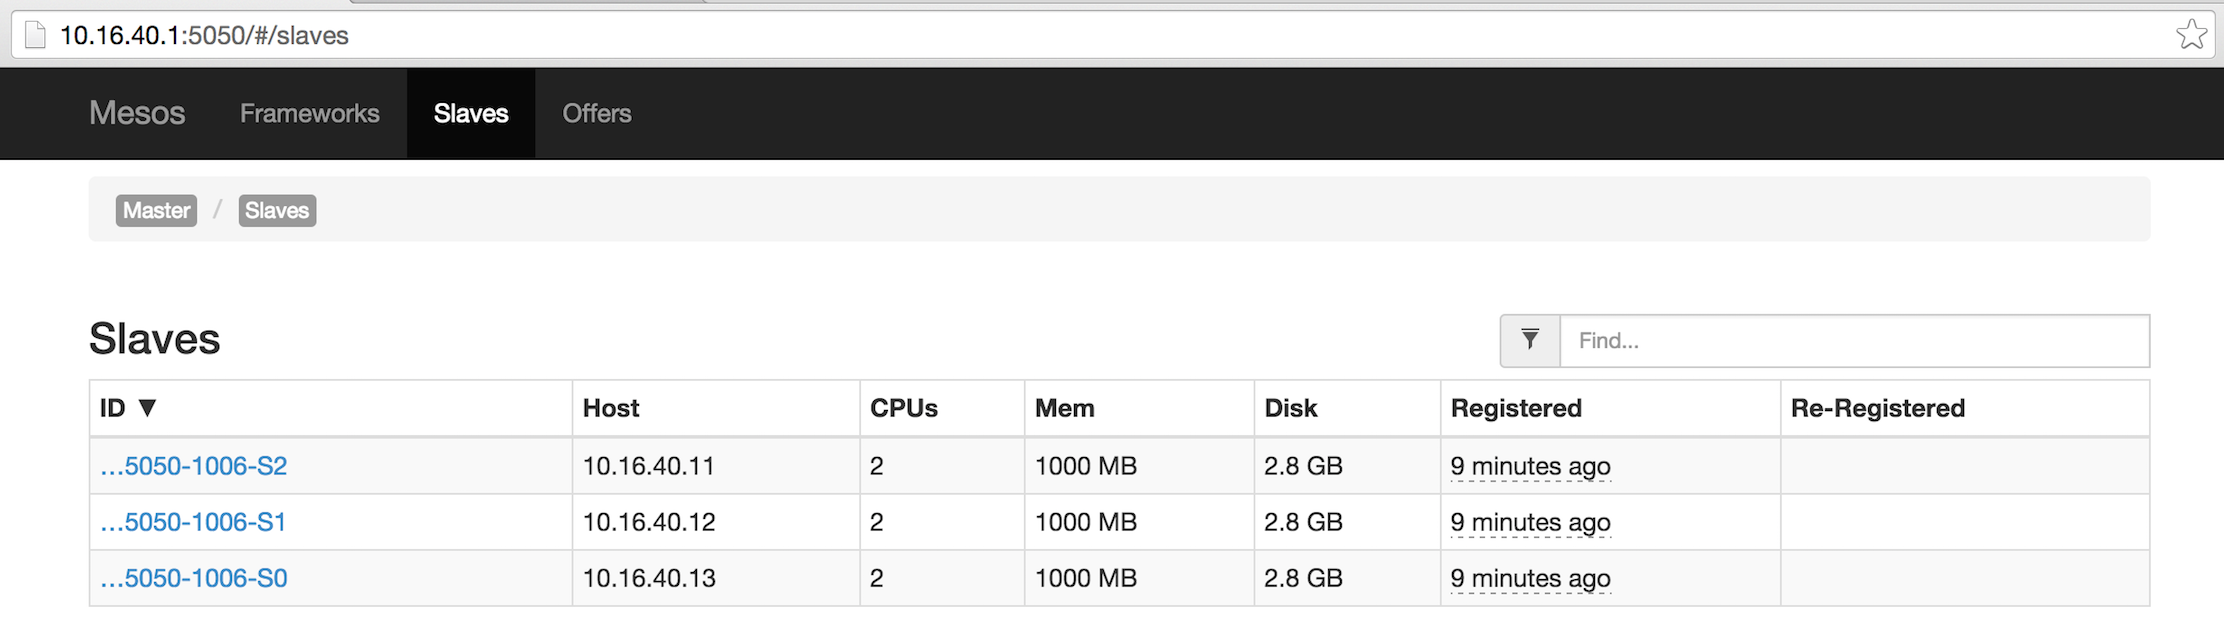 10.16.40.1:5050/#/slaves
Mesos Frameworks Slaves Offers
Master / Slaves
Slaves
Find...
ID ▼ Host CPUs Mem Disk Registered Re-Registered
...5050-1006-S2 10.16.40.11 2 1000 MB 2.8 GB 9 minutes ago
...5050-1006-S1 10.16.40.12 2 1000 MB 2.8 GB 9 minutes ago
...5050-1006-S0 10.16.40.13 2 1000 MB 2.8 GB 9 minutes ago